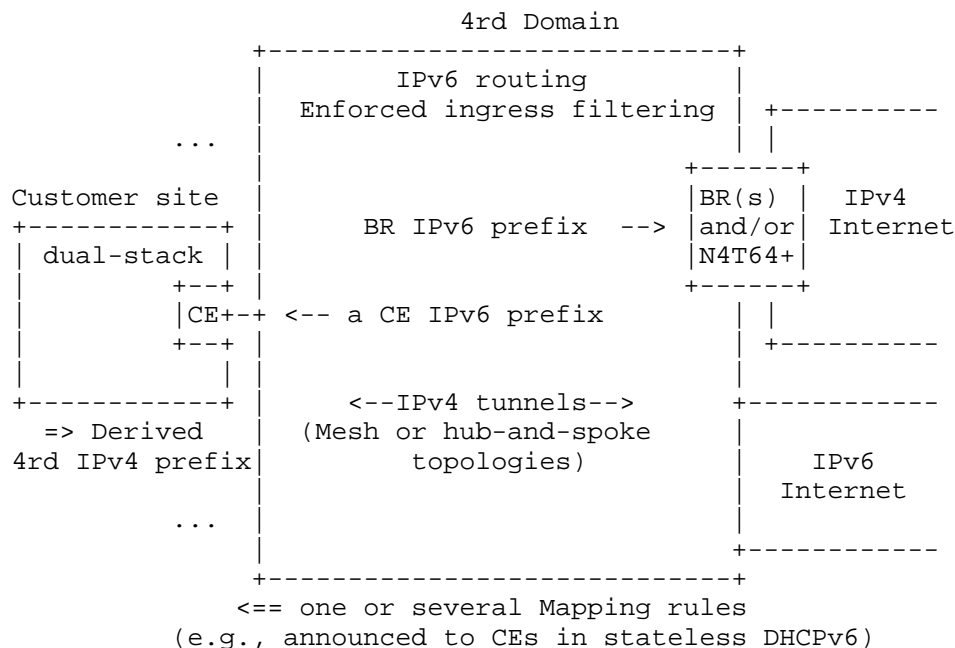 4rd Domain
+-----------------------------+
| IPv6 routing |
| Enforced ingress filtering | +----------
... | | |
| +------+
Customer site | |BR(s) | IPv4
+------------+ | BR IPv6 prefix --> |and/or| Internet
| dual-stack | | |N4T64+|
| +--+ | +------+
| |CE+-+ <-- a CE IPv6 prefix | |
| +--+ | | +----------
| | | |
+------------+ | <--IPv4 tunnels--> +------------
=> Derived | (Mesh or hub-and-spoke |
4rd IPv4 prefix| topologies) | IPv6
| | Internet
... | |
| +------------
+-----------------------------+
<== one or several Mapping rules
(e.g., announced to CEs in stateless DHCPv6)